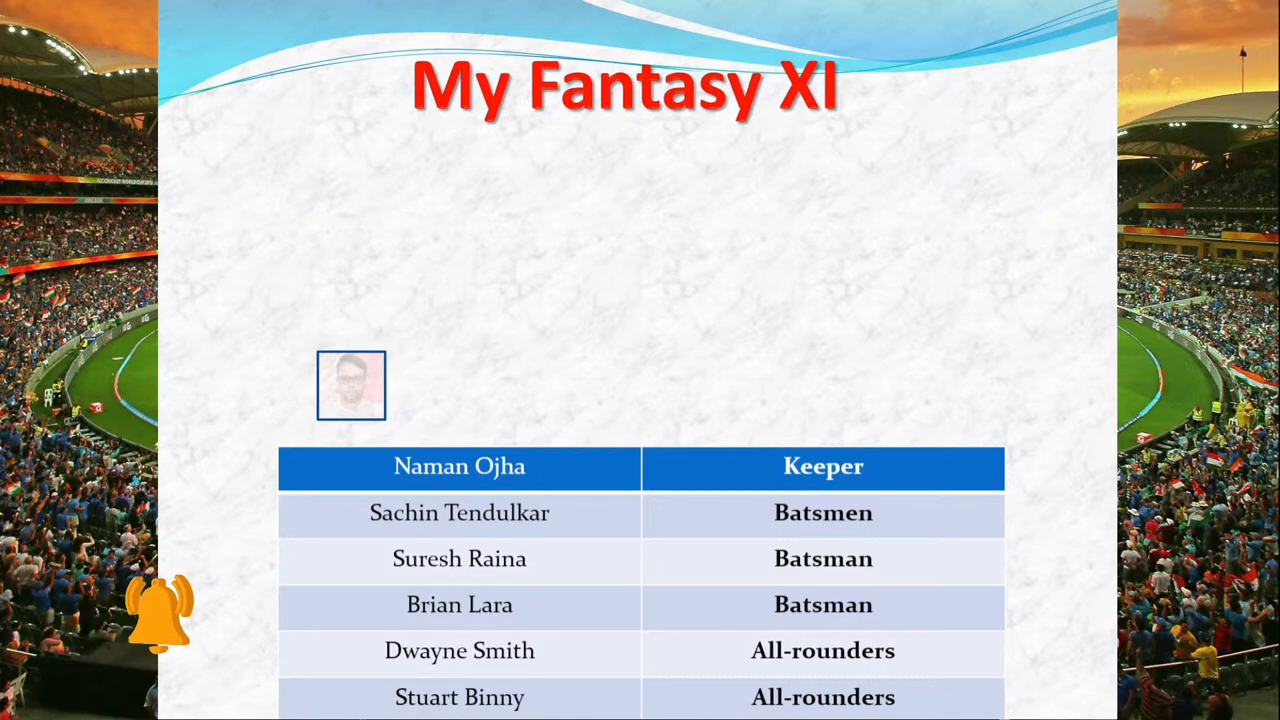 My Fantasy XI
Naman Ojha Keeper
Sachin Tendulkar Batsmen
Suresh Raina Batsman
Brian Lara Batsman
Dwayne Smith All-rounders
Stuart Binny All-rounders